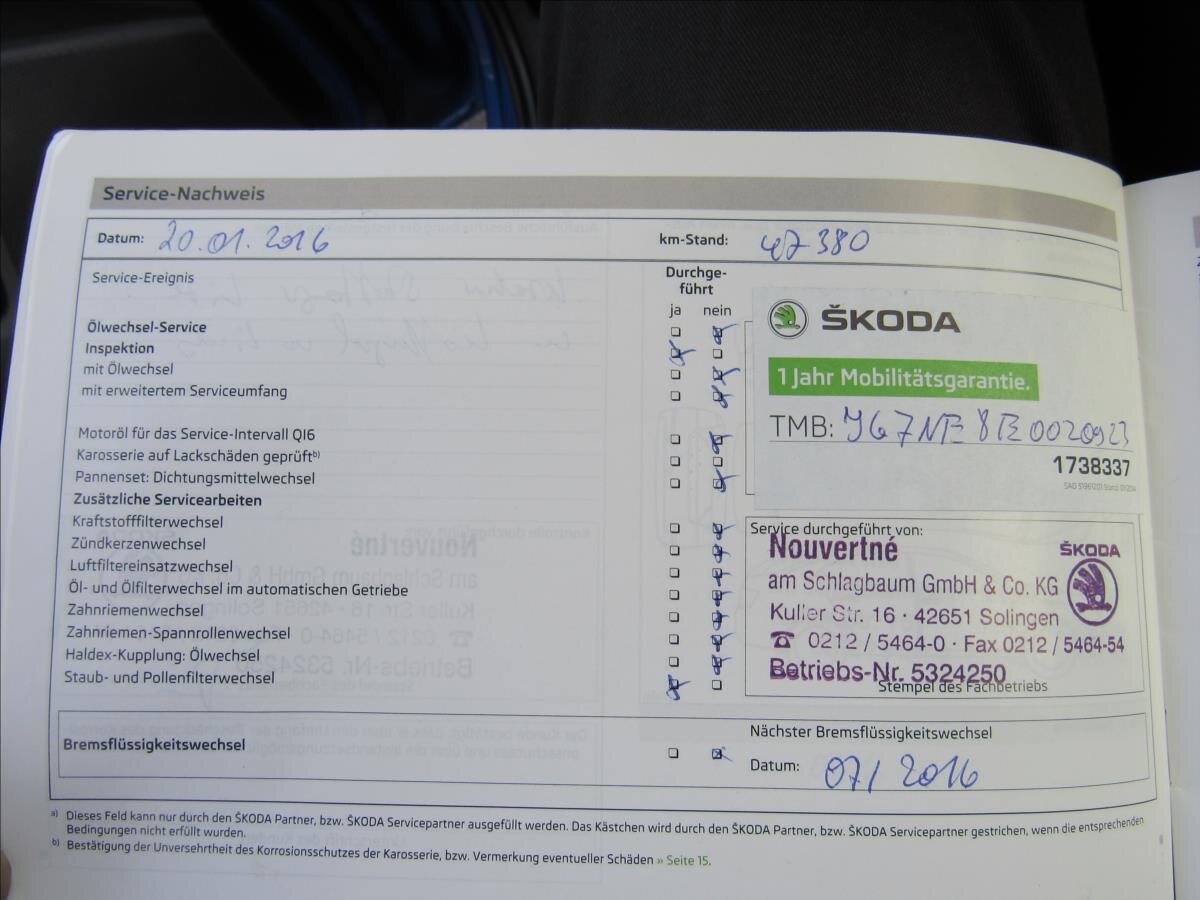 Service-Nachweis
Datum: 20.01.2016 km-Stand: 47 380
Service-Ereignis
Durchge-
führt
ja nein
Ölwechsel-Service
Inspektion
mit Ölwechsel
mit erweitertem Serviceumfang
Motoröl für das Service-Intervall QI6
Karosserie auf Lackschäden geprüft b)
Pannenset: Dichtungsmittelwechsel
Zusätzliche Servicearbeiten
Kraftstofffilterwechsel
Zündkerzenwechsel
Luftfiltereinsatzwechsel
Öl- und Ölfilterwechsel im automatischen Getriebe
Zahnriemenwechsel
Zahnriemen-Spannrollenwechsel
Haldex-Kupplung: Ölwechsel
Staub- und Pollenfilterwechsel
ŠKODA
1 Jahr Mobilitätsgarantie.
TMB:
1738337
Service durchgeführt von:
Nouvertné
ŠKODA
am Schlagbaum GmbH & Co. KG
Kuller Str. 16 · 42651 Solingen
☎ 0212 / 5464-0 · Fax 0212 / 5464-54
Betriebs-Nr. 5324250
Stempel des Fachbetriebs
Bremsflüssigkeitswechsel
Nächster Bremsflüssigkeitswechsel
Datum: 07/2016
a) Dieses Feld kann nur durch den ŠKODA Partner, bzw. ŠKODA Servicepartner ausgefüllt werden. Das Kästchen wird durch den ŠKODA Partner, bzw. ŠKODA Servicepartner gestrichen, wenn die entsprechenden
Bedingungen nicht erfüllt wurden.
b) Bestätigung der Unversehrtheit des Korrosionsschutzes der Karosserie, bzw. Vermerkung eventueller Schäden » Seite 15.